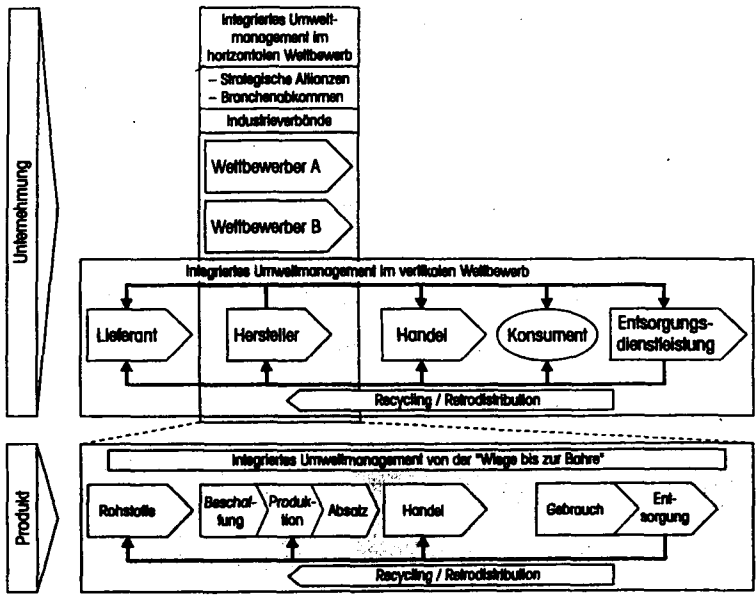 Integriertes Umwelt-
management im
horizontalen Wettbewerb
– Strategische Allianzen
– Branchenabkommen
Industrieverbände
Wettbewerber A
Wettbewerber B
Unternehmung
Integriertes Umweltmanagement im vertikalen Wettbewerb
Lieferant
Hersteller
Handel
Konsument
Entsorgungs-
dienstleistung
Recycling / Retrodistribution
Produkt
Integriertes Umweltmanagement von der "Wiege bis zur Bahre"
Rohstoffe
Beschaf-
fung
Produk-
tion
Absatz
Handel
Gebrauch
Ent-
sorgung
Recycling / Retrodistribution